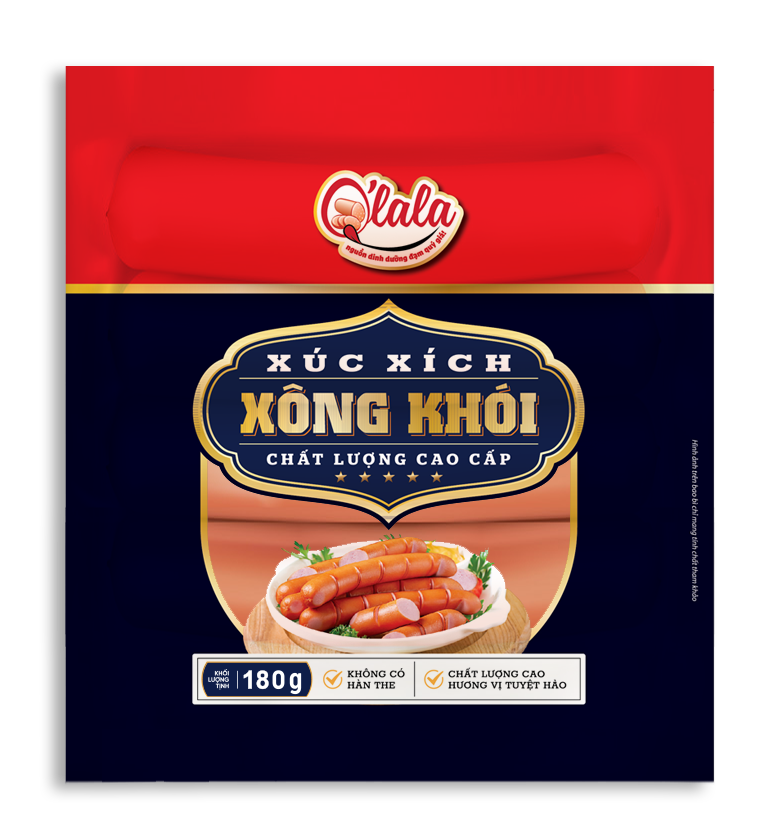 O'lala
nguồn dinh dưỡng đạm quý giá!
XÚC XÍCH
XÔNG KHÓI
CHẤT LƯỢNG CAO CẤP
KHỐI
LƯỢNG
TỊNH
180g
KHÔNG CÓ
HÀN THE
CHẤT LƯỢNG CAO
HƯƠNG VỊ TUYỆT HẢO
Hình ảnh trên bao bì chỉ mang tính chất tham khảo